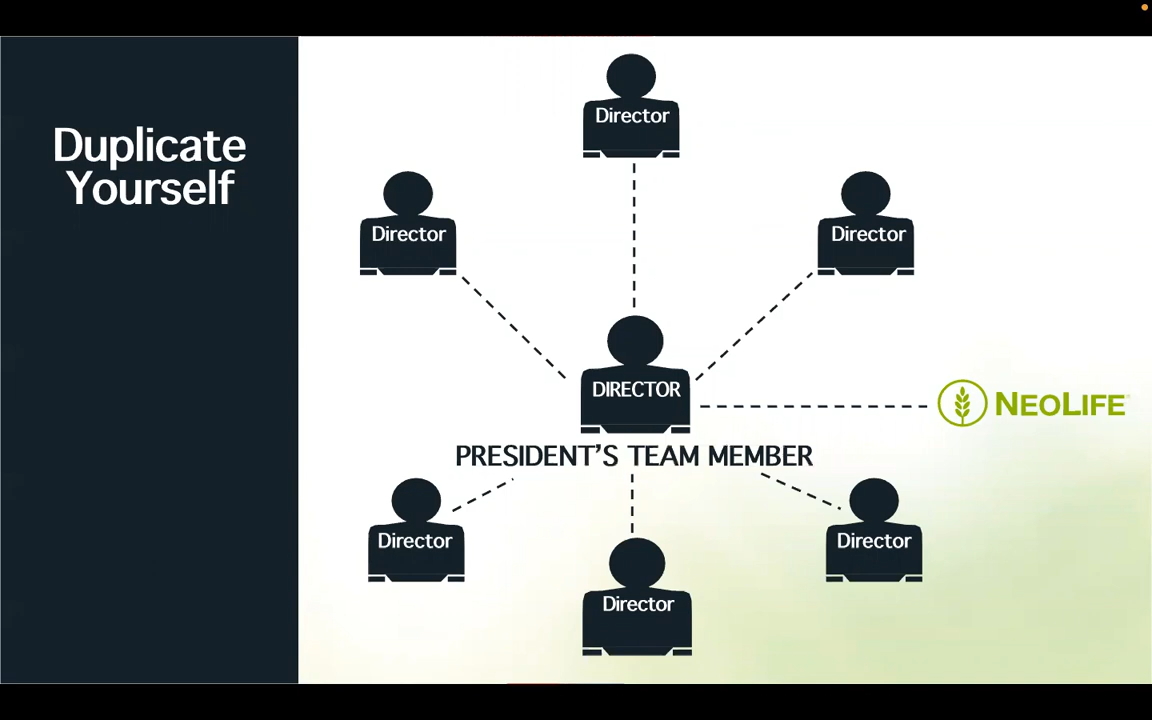 Duplicate
Yourself
Director
Director
Director
DIRECTOR
NEOLIFE
PRESIDENT'S TEAM MEMBER
Director
Director
Director